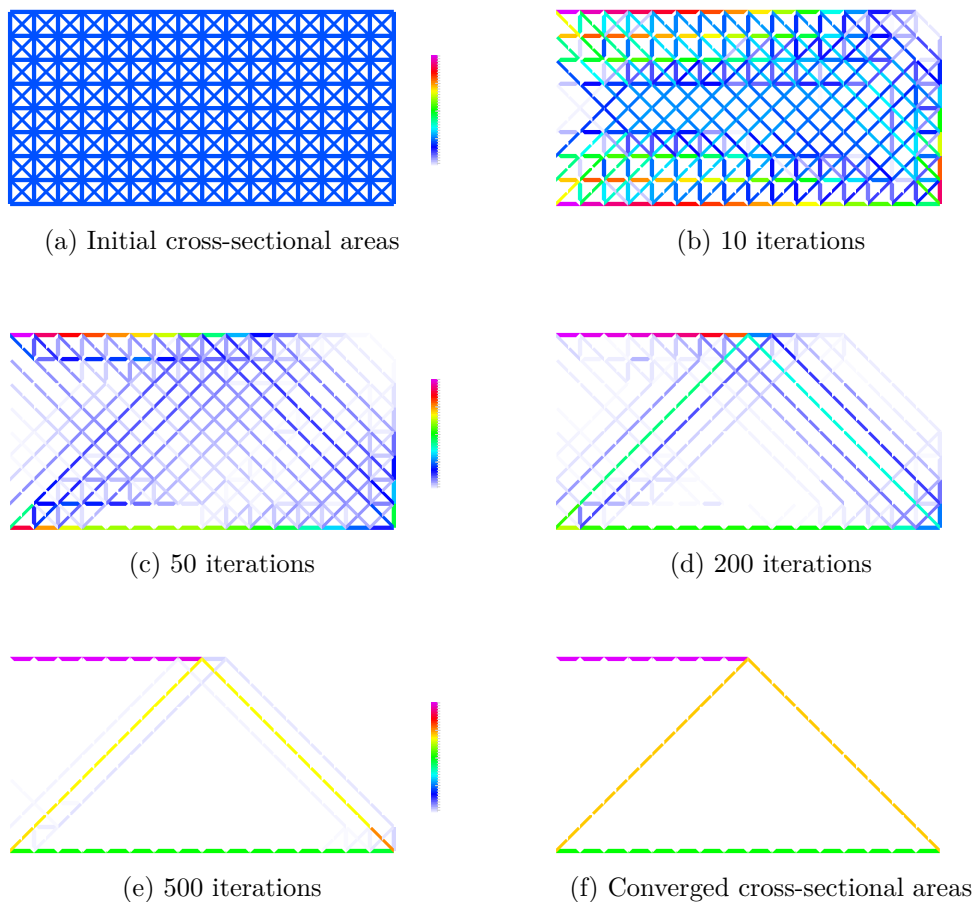 (a) Initial cross-sectional areas
(b) 10 iterations
(c) 50 iterations
(d) 200 iterations
(e) 500 iterations
(f) Converged cross-sectional areas